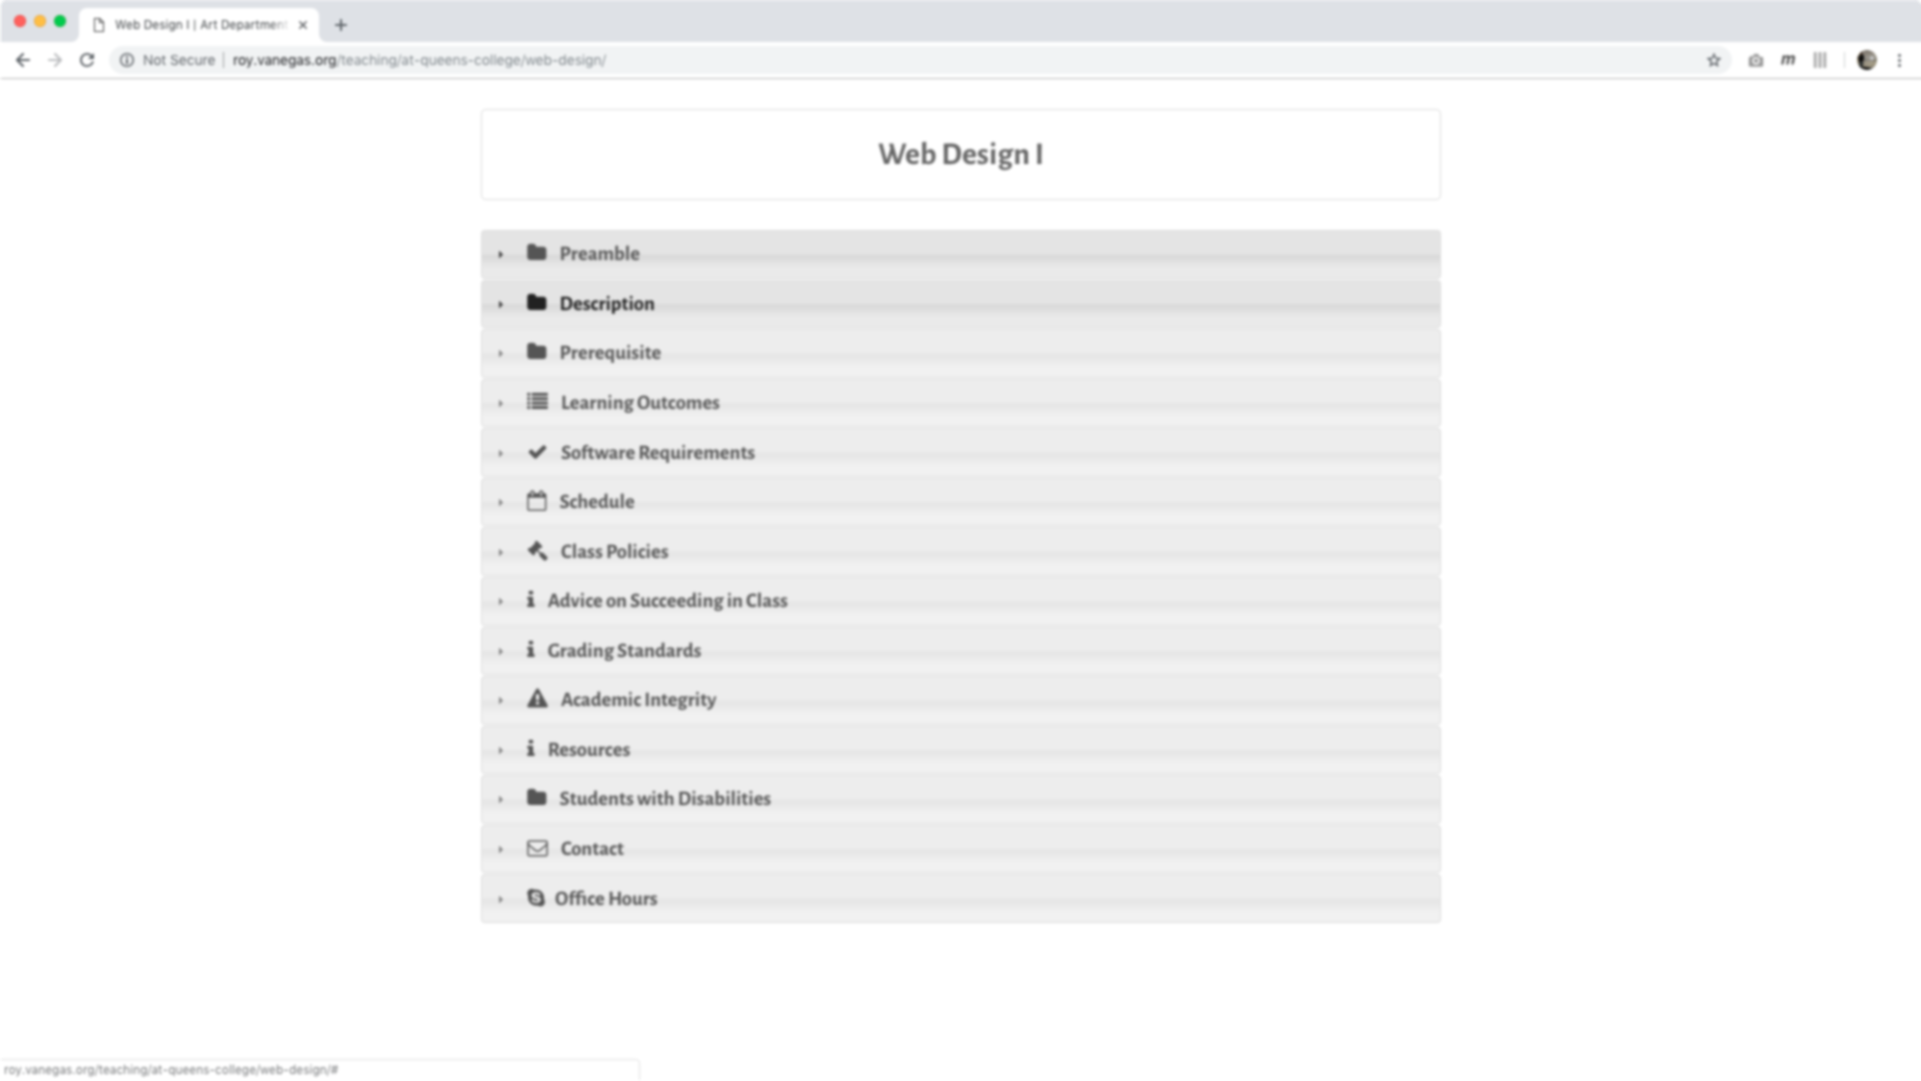 Web Design I | Art Department
Not Secure | roy.vanegas.org/teaching/at-queens-college/web-design/
m
Web Design I
Preamble
Description
Prerequisite
Learning Outcomes
Software Requirements
Schedule
Class Policies
Advice on Succeeding in Class
Grading Standards
Academic Integrity
Resources
Students with Disabilities
Contact
Office Hours
roy.vanegas.org/teaching/at-queens-college/web-design/#